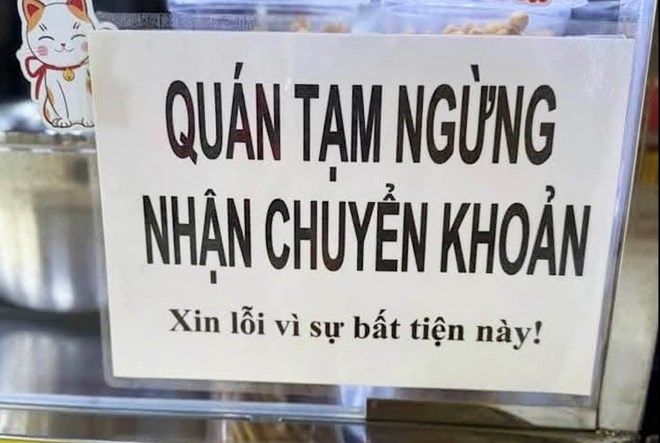 QUÁN TẠM NGỪNG
NHẬN CHUYỂN KHOẢN
Xin lỗi vì sự bất tiện này!